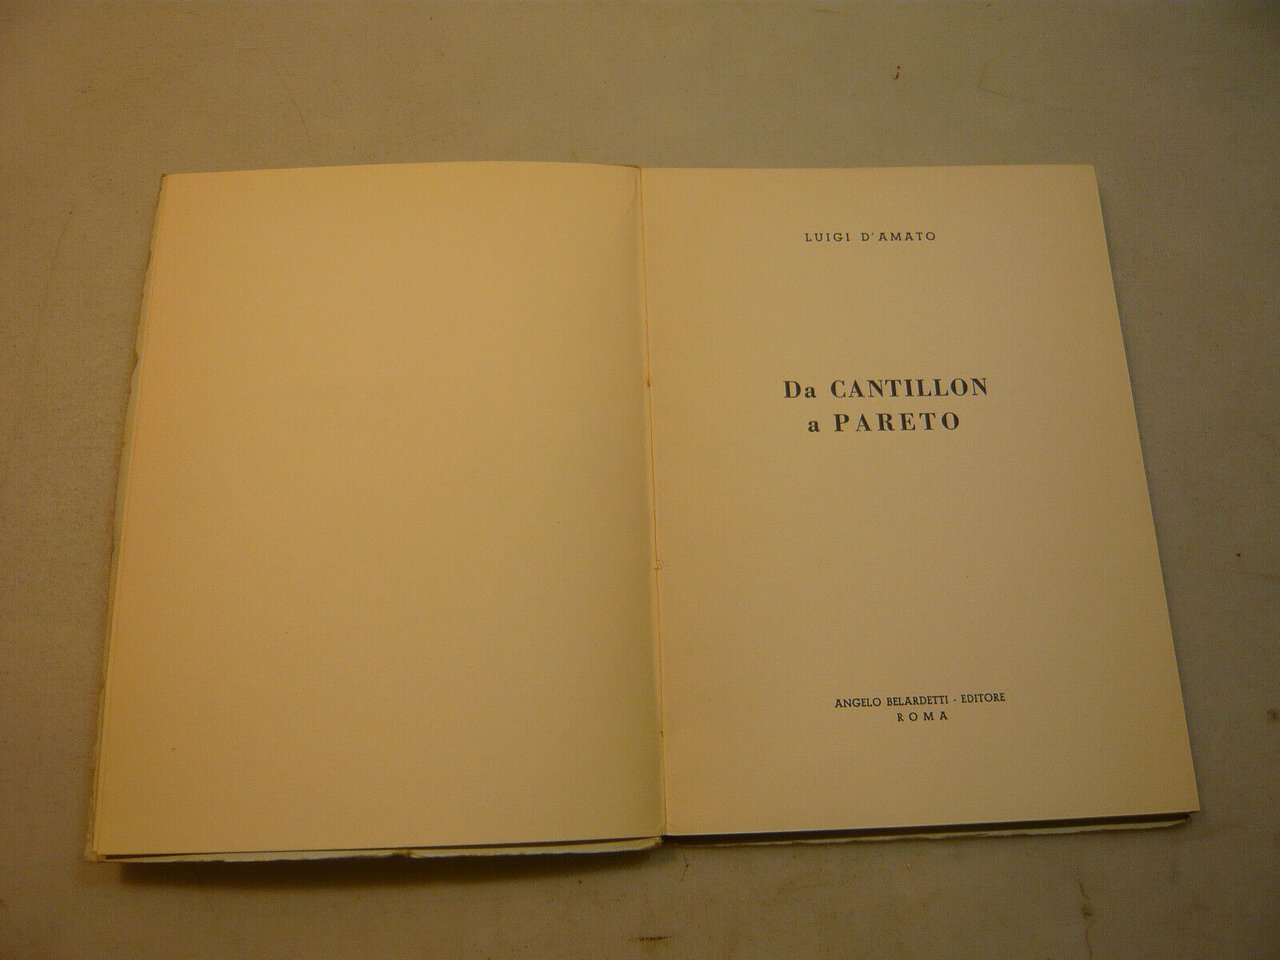 LUIGI D'AMATO
Da CANTILLON
a PARETO
ANGELO BELARDETTI - EDITORE
ROMA